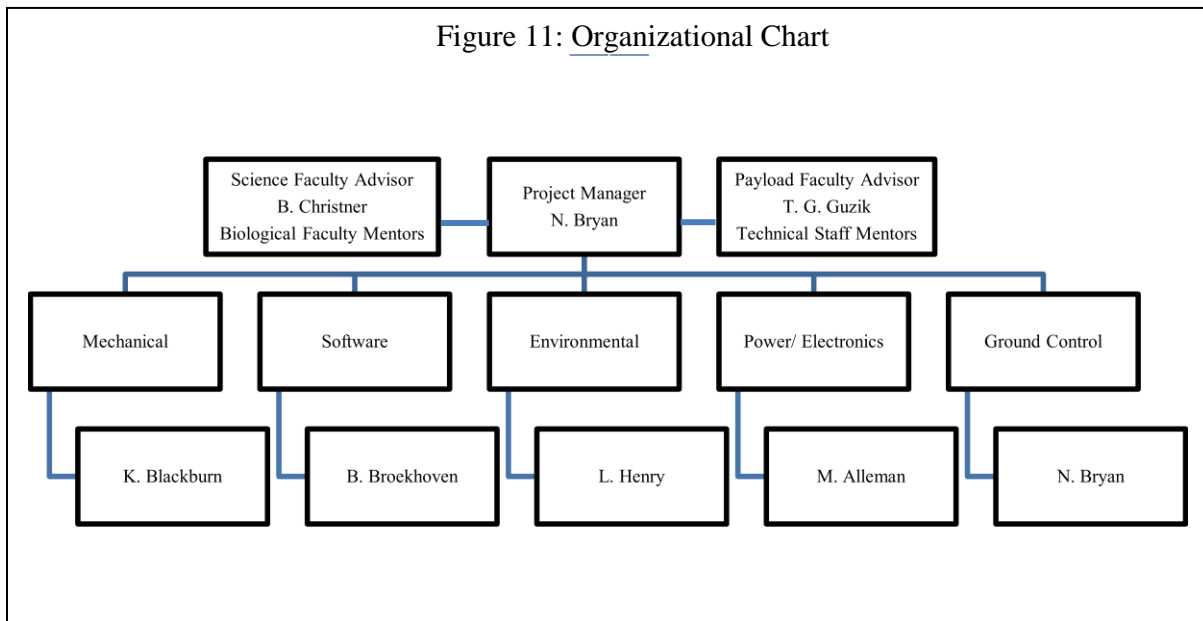 Figure 11: Organizational Chart
Science Faculty Advisor
B. Christner
Biological Faculty Mentors
Project Manager
N. Bryan
Payload Faculty Advisor
T. G. Guzik
Technical Staff Mentors
Mechanical
Software
Environmental
Power/ Electronics
Ground Control
K. Blackburn
B. Broekhoven
L. Henry
M. Alleman
N. Bryan